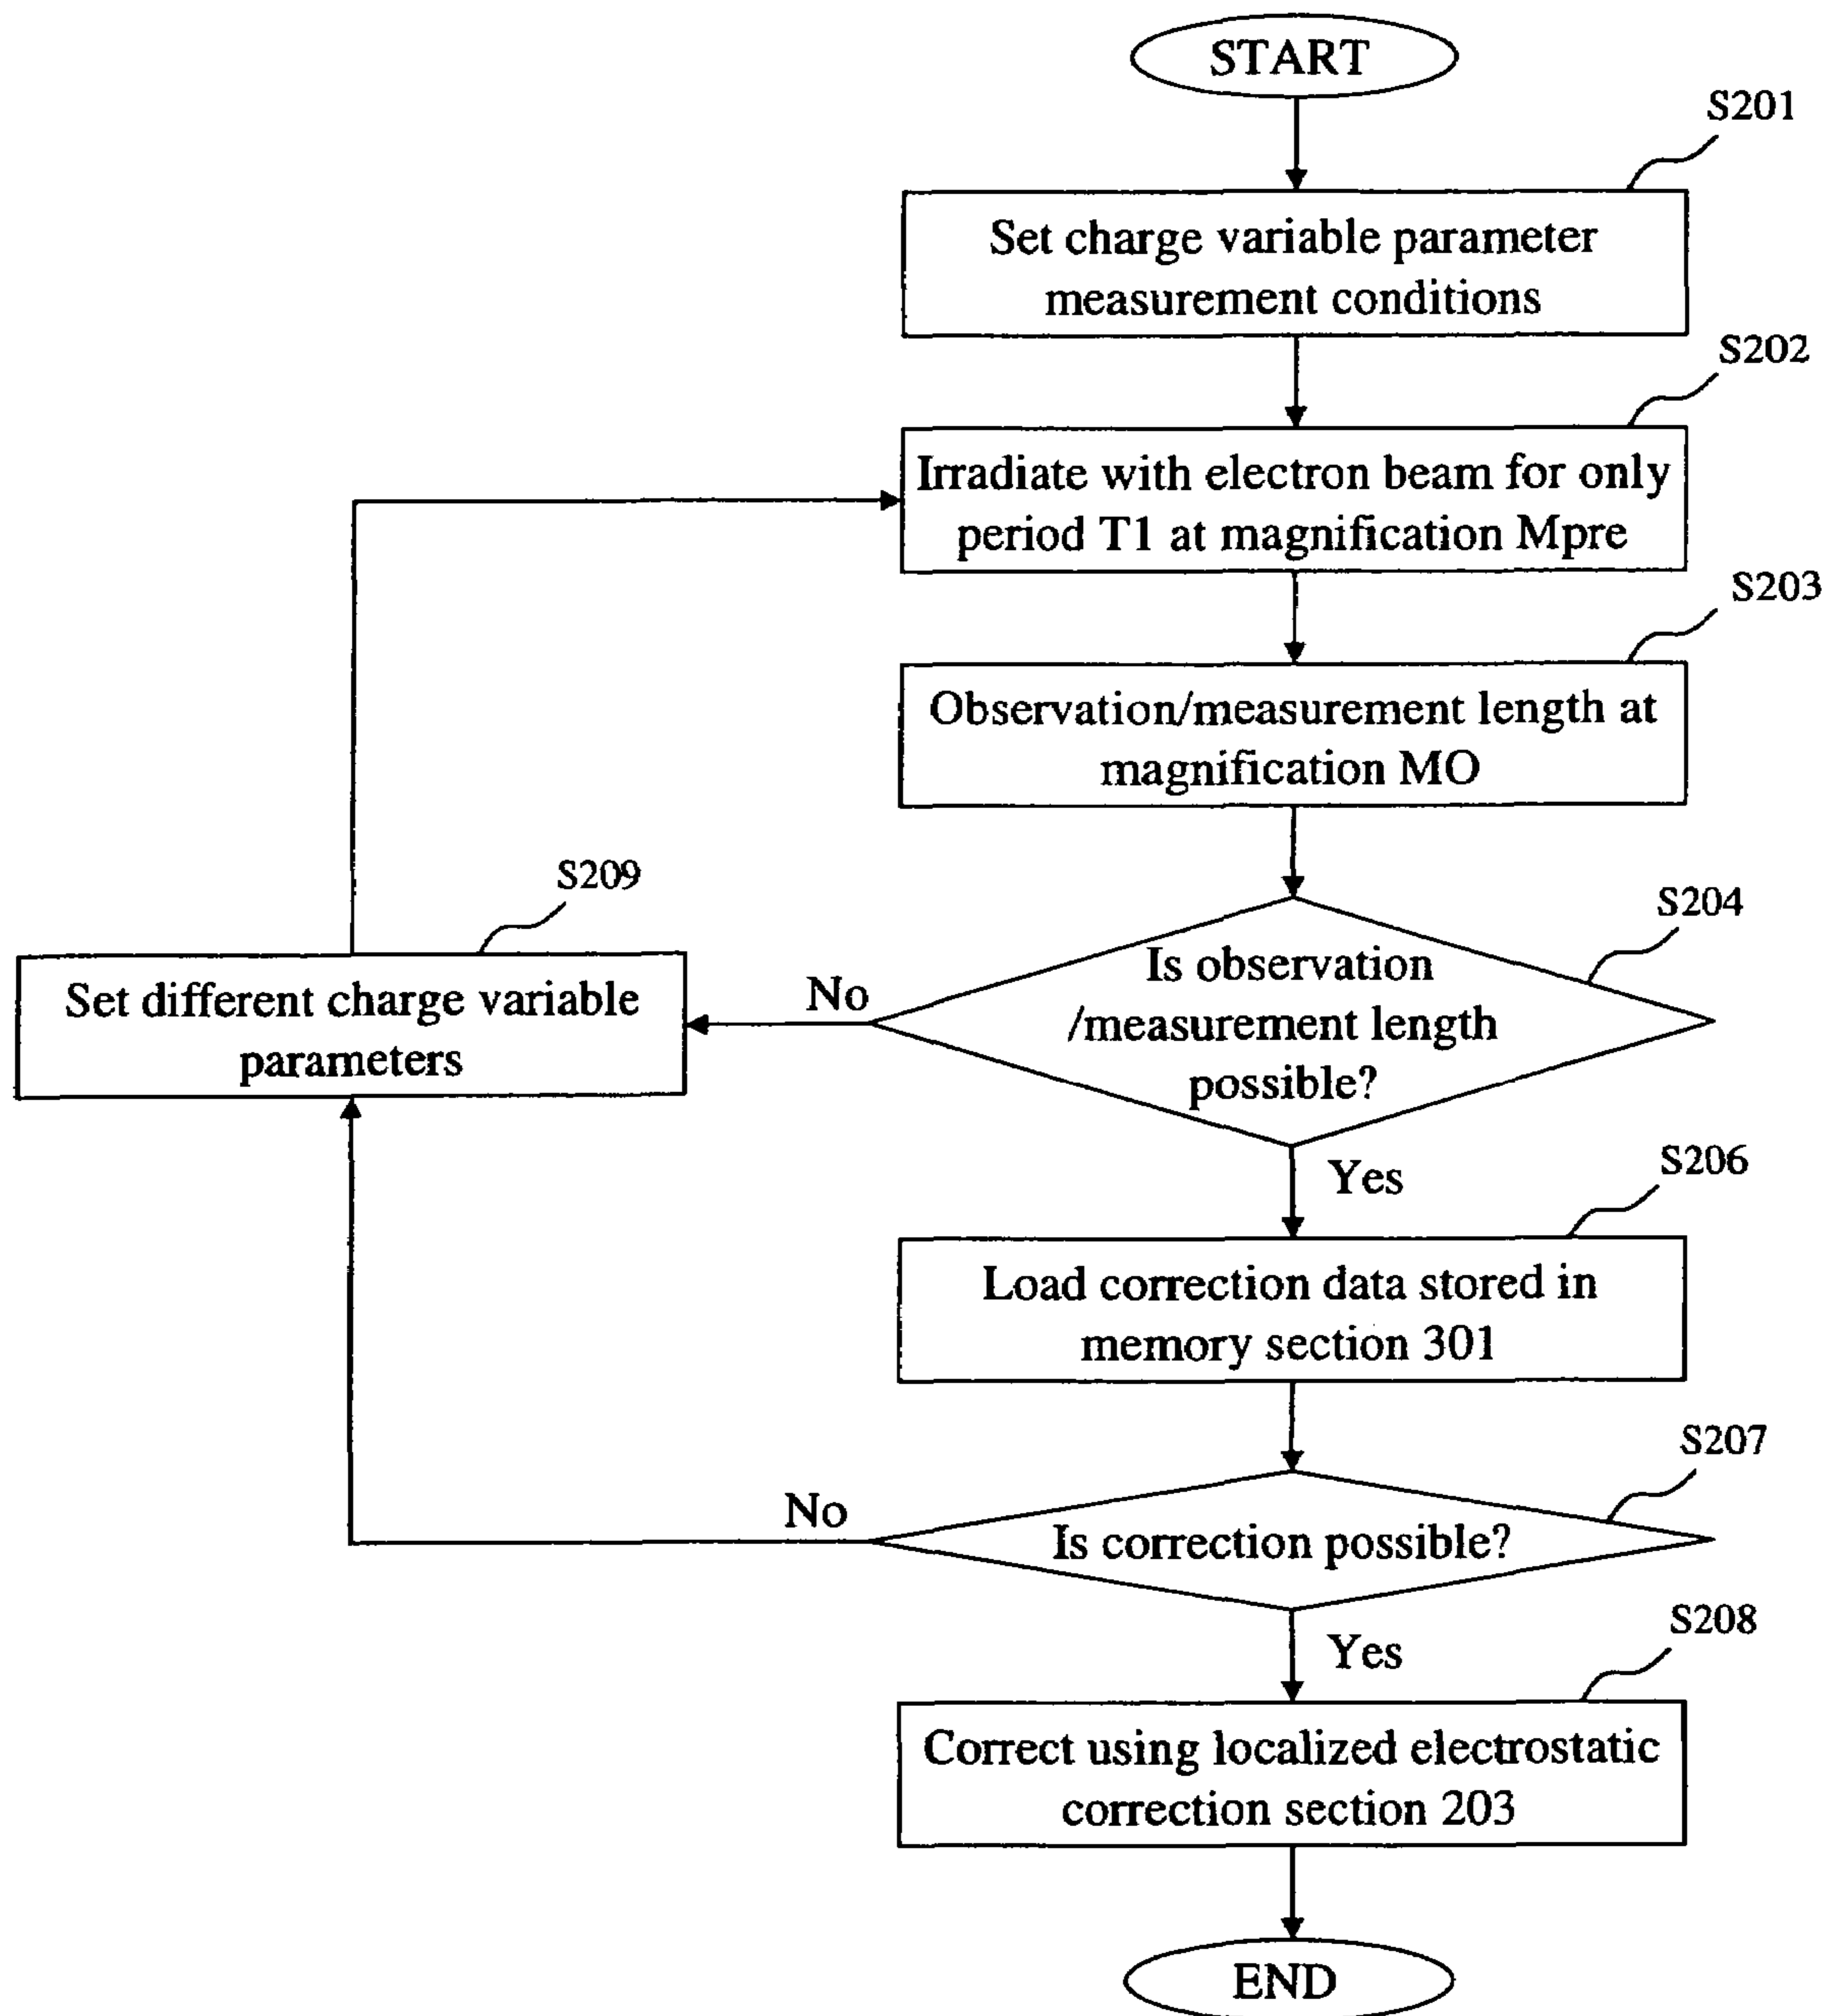 START
S201
Set charge variable parameter
measurement conditions
S202
Irradiate with electron beam for only
period T1 at magnification Mpre
S203
Observation/measurement length at
magnification MO
S204
Is observation
/measurement length
possible?
No
S209
Set different charge variable
parameters
Yes
S206
Load correction data stored in
memory section 301
S207
Is correction possible?
No
Yes
S208
Correct using localized electrostatic
correction section 203
END